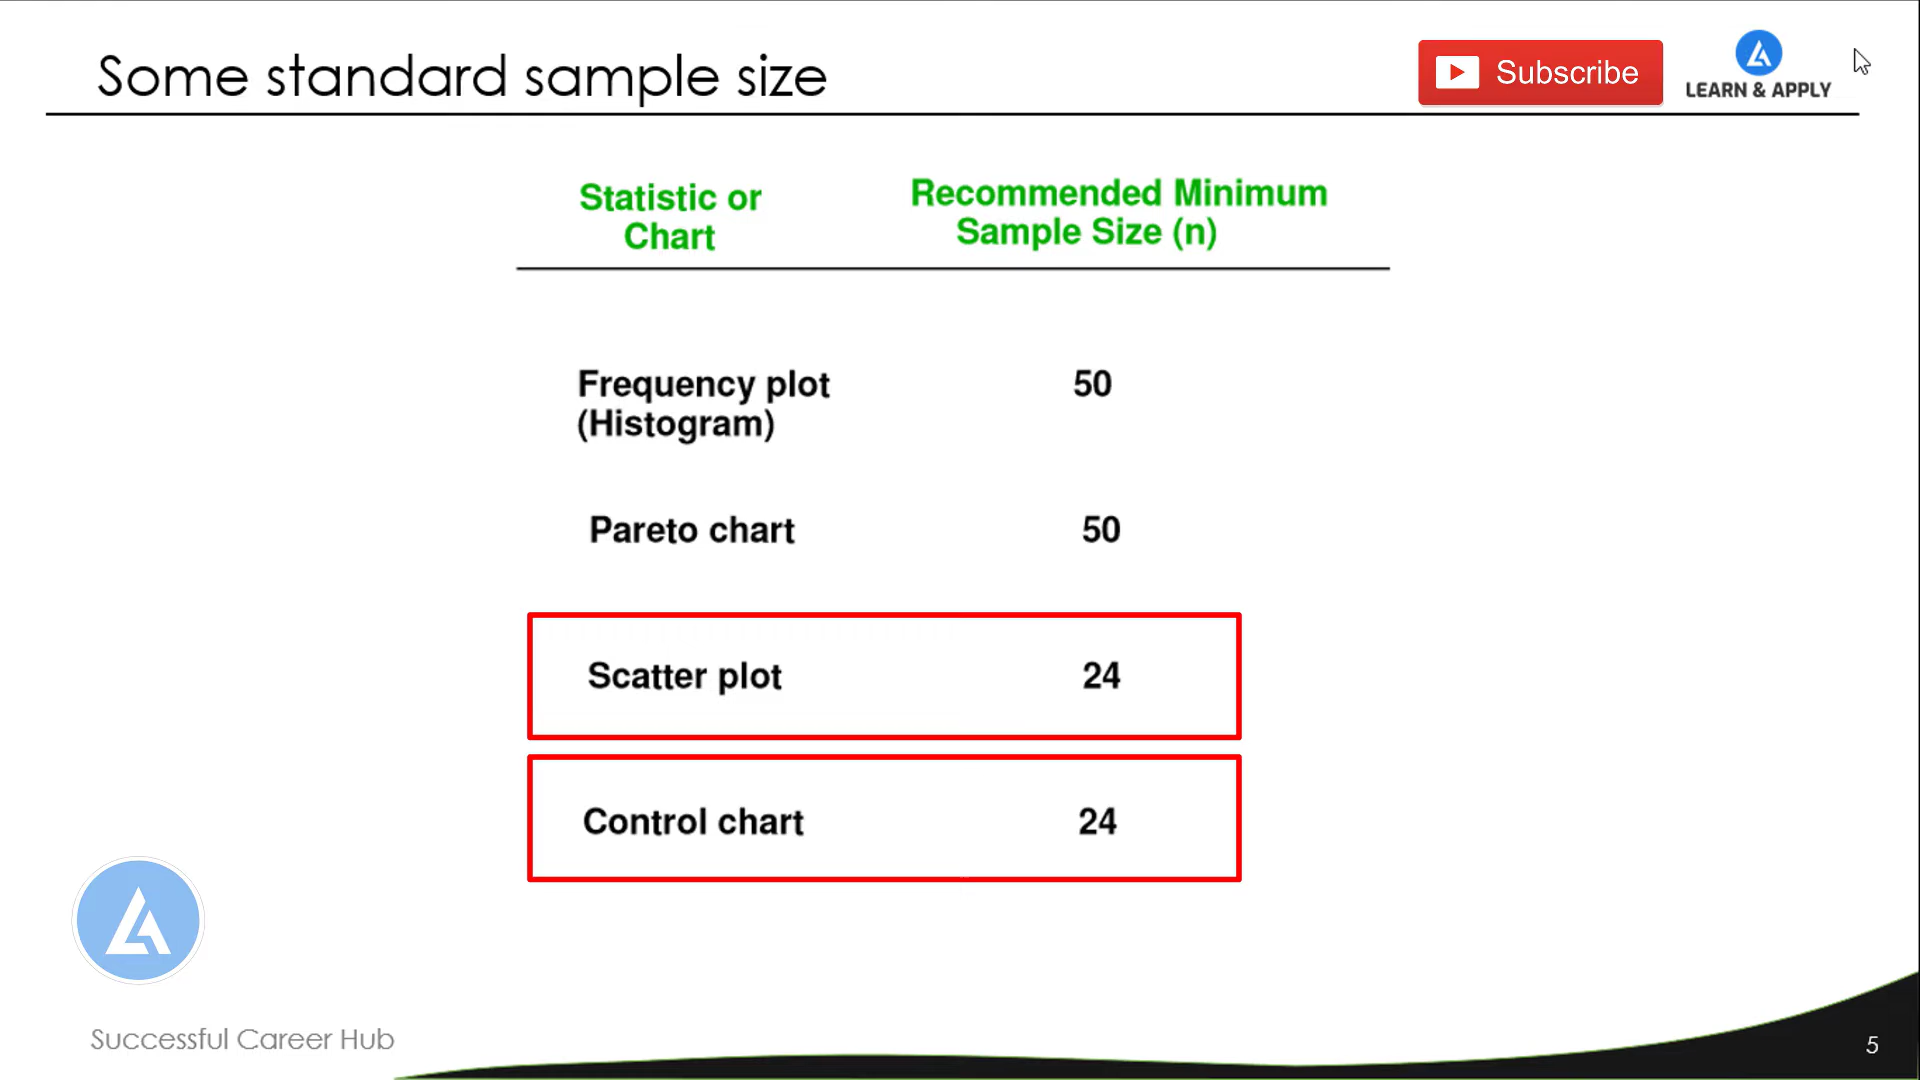 Some standard sample size
Subscribe
LEARN & APPLY
Statistic or
Chart
Recommended Minimum
Sample Size (n)
Frequency plot
(Histogram)
50
Pareto chart 50
Scatter plot 24
Control chart 24
Successful Career Hub
5